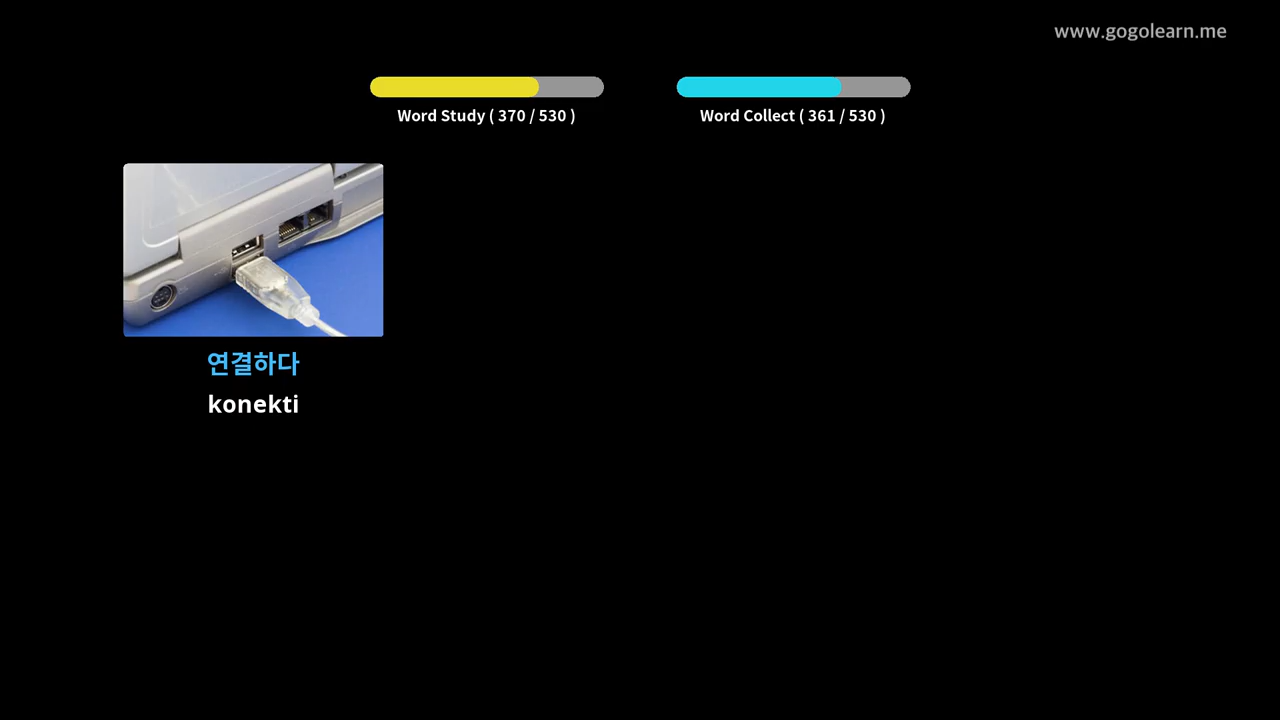 www.gogolearn.me
Word Study ( 370 / 530 )
Word Collect ( 361 / 530 )
연결하다
konekti